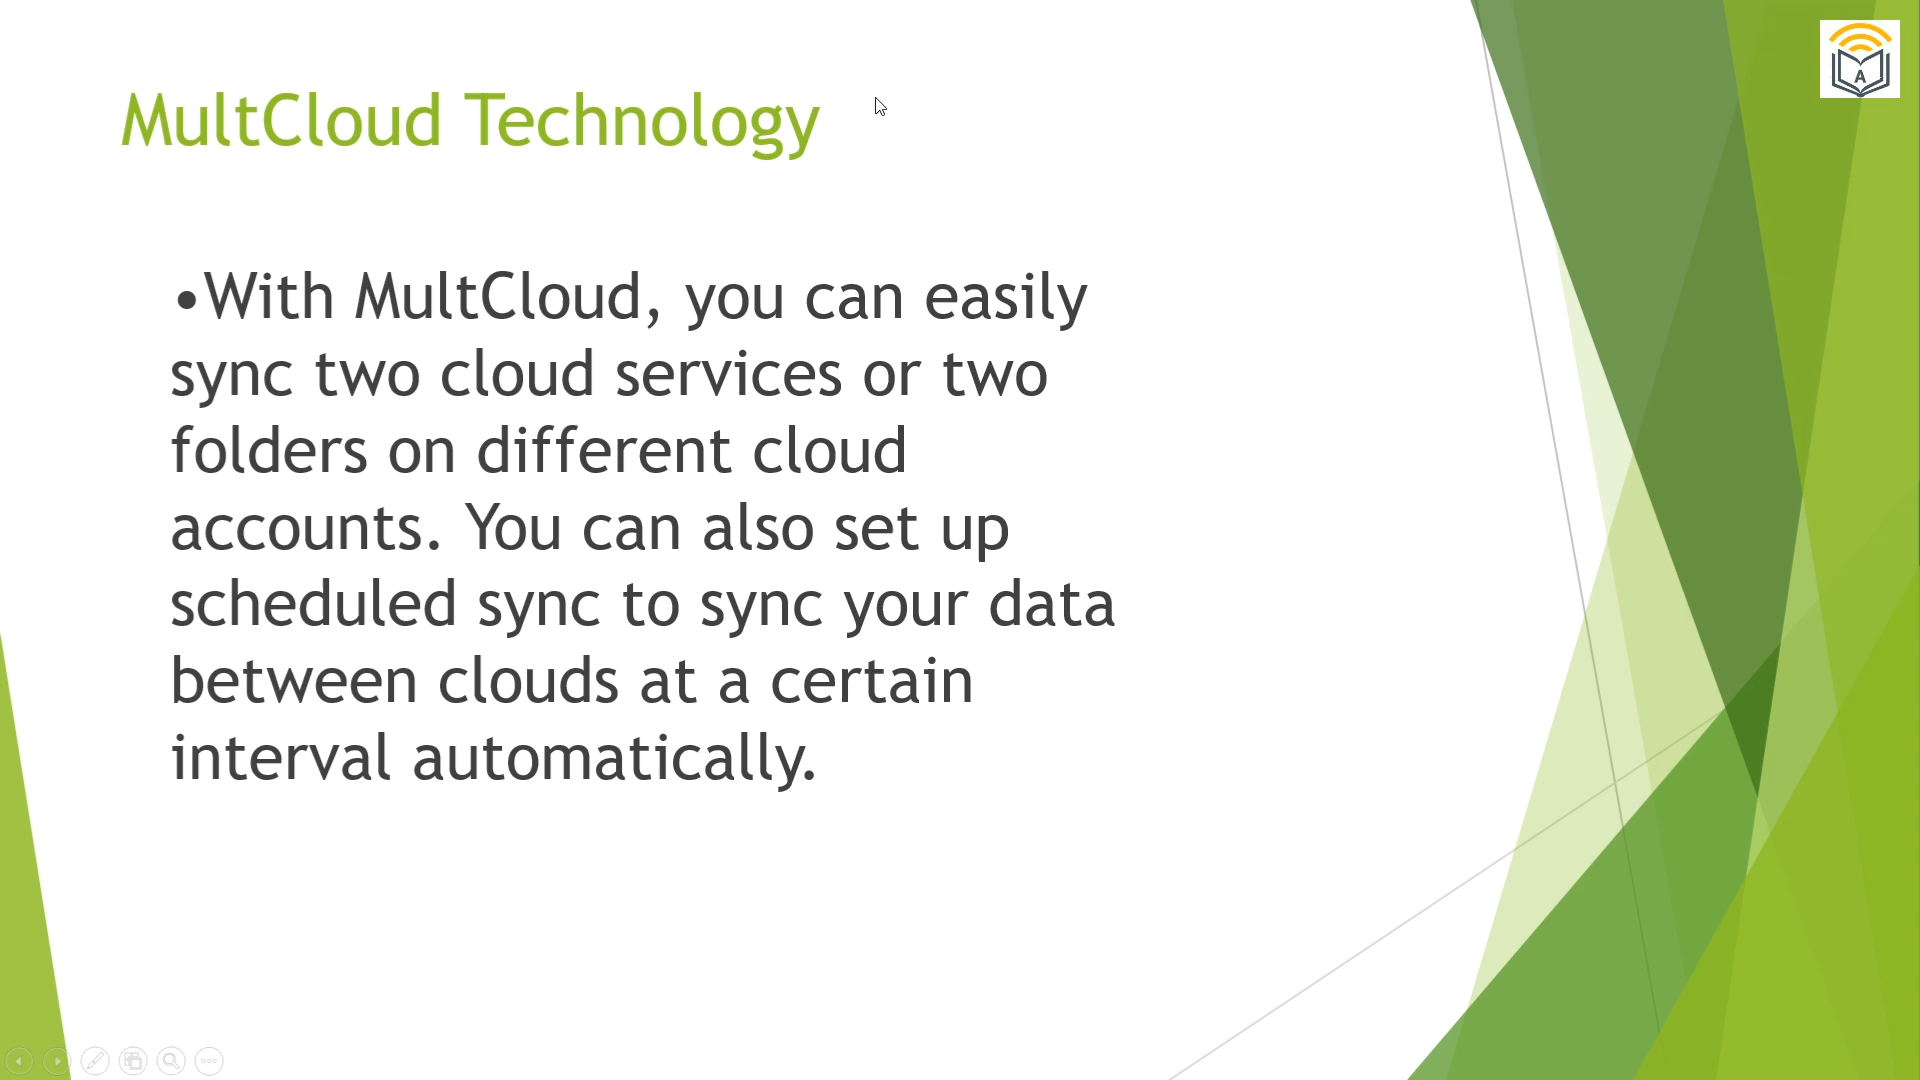 MultCloud Technology
A
•With MultCloud, you can easily
sync two cloud services or two
folders on different cloud
accounts. You can also set up
scheduled sync to sync your data
between clouds at a certain
interval automatically.